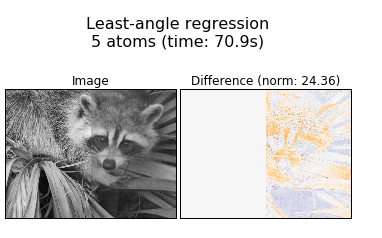 Least-angle regression
5 atoms (time: 70.9s)
Image
Difference (norm: 24.36)